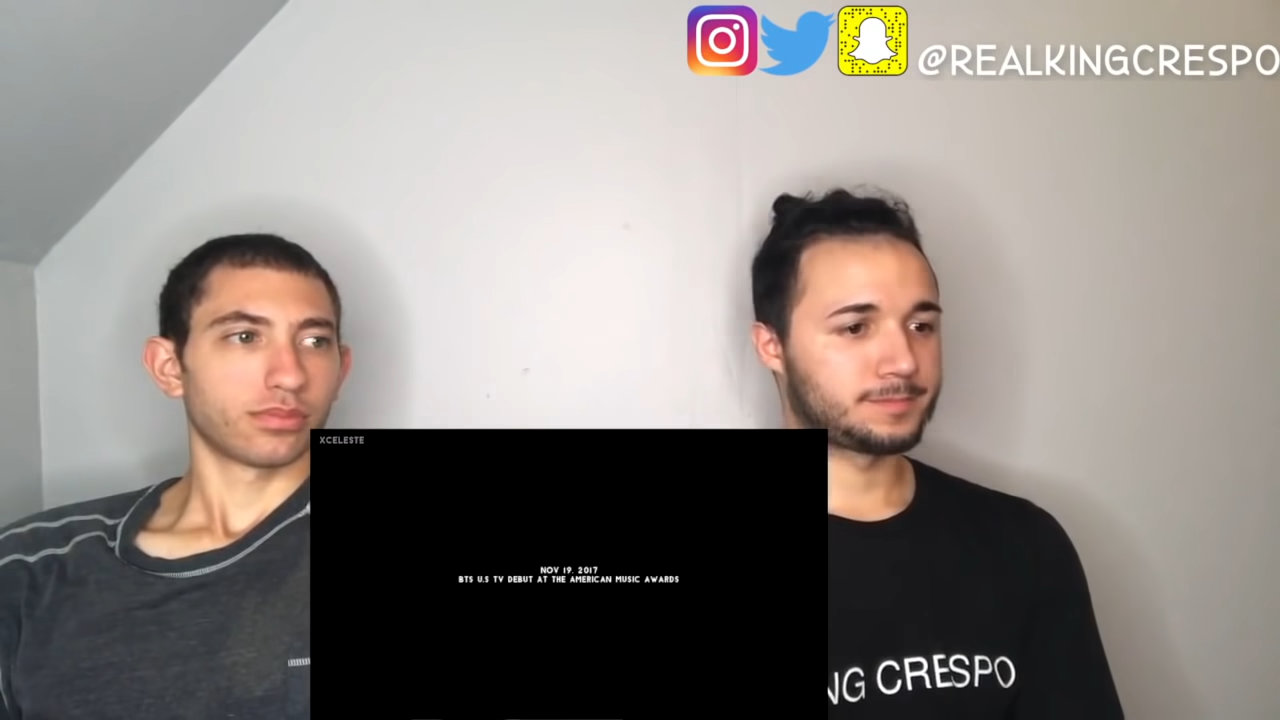 @REALKINGCRESPO
XCELESTE
NOV 19. 2017
BTS U.S TV DEBUT AT THE AMERICAN MUSIC AWARDS
NG CRESPO